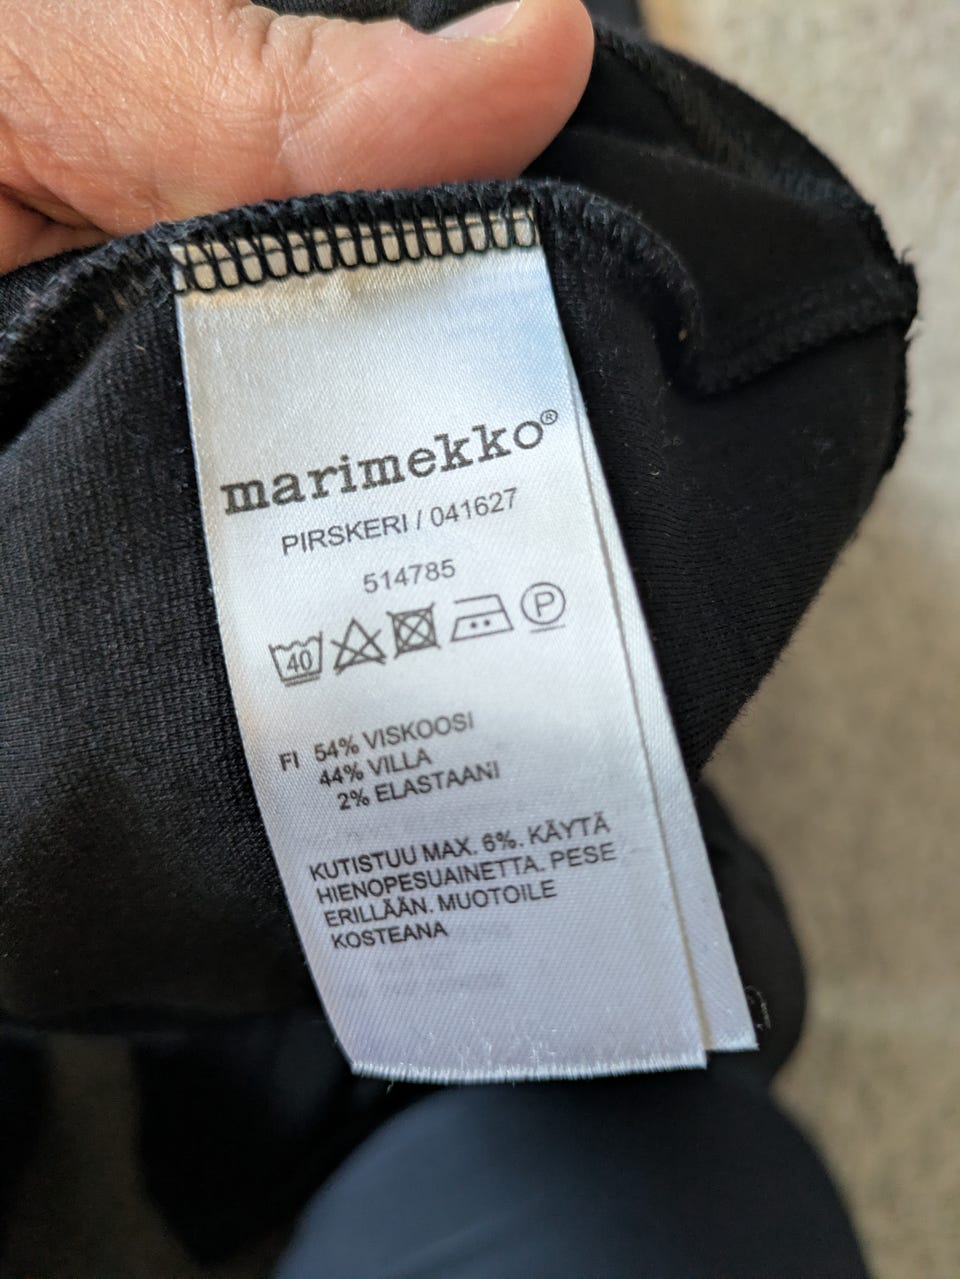 marimekko®
PIRSKERI / 041627
514785
40 P
FI 54% VISKOOSI
44% VILLA
2% ELASTAANI
KUTISTUU MAX. 6%. KÄYTÄ
HIENOPESUAINETTA. PESE
ERILLÄÄN. MUOTOILE
KOSTEANA